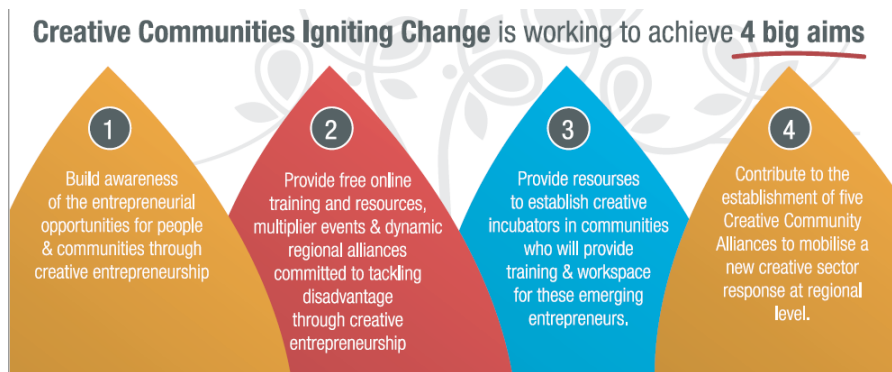 Creative Communities Igniting Change is working to achieve 4 big aims
1
Build awareness
of the entrepreneurial
opportunities for people
& communities through
creative entrepreneurship
2
Provide free online
training and resources,
multiplier events & dynamic
regional alliances
committed to tackling
disadvantage
through creative
entrepreneurship
3
Provide resourses
to establish creative
incubators in communities
who will provide
training & workspace
for these emerging
entrepreneurs.
4
Contribute to the
establishment of five
Creative Community
Alliances to mobilise a
new creative sector
response at regional
level.